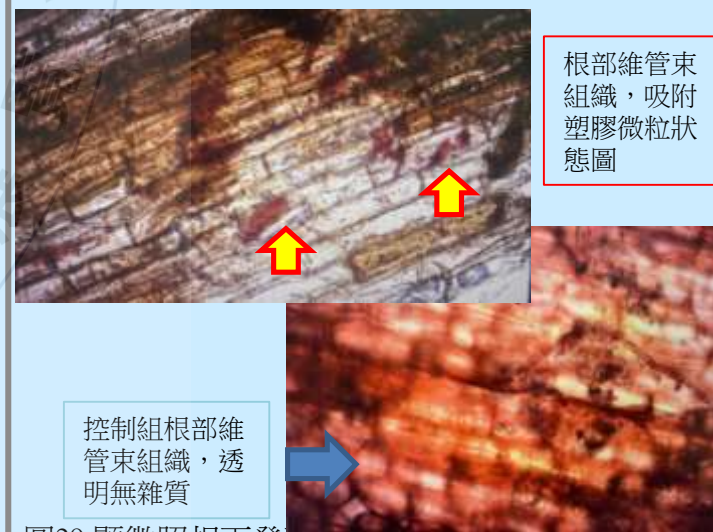 根部維管束
組織，吸附
塑膠微粒狀
態圖
控制組根部維
管束組織，透
明無雜質